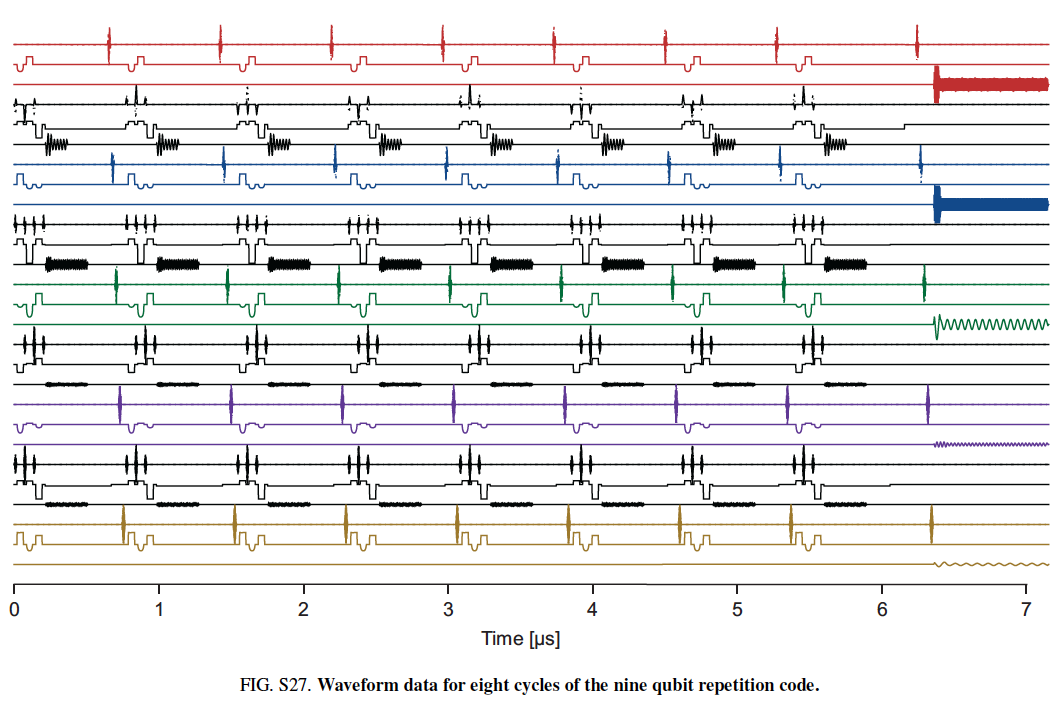 0 1 2 3 4 5 6 7
Time [µs]
FIG. S27. Waveform data for eight cycles of the nine qubit repetition code.